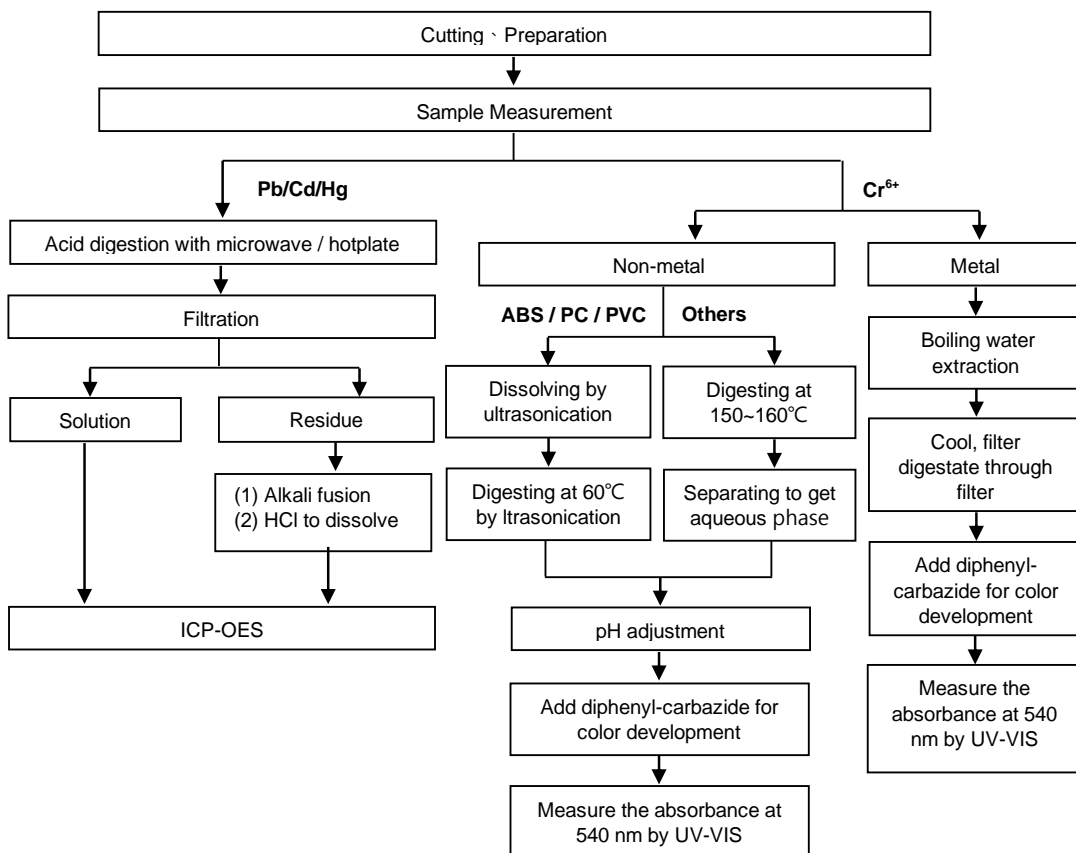 Cutting、Preparation
Sample Measurement
Pb/Cd/Hg
Cr6+
Acid digestion with microwave / hotplate
Non-metal
Metal
Filtration
ABS / PC / PVC
Others
Boiling water
extraction
Solution
Residue
Dissolving by
ultrasonication
Digesting at
150~160℃
Cool, filter
digestate through
filter
(1) Alkali fusion
(2) HCl to dissolve
Digesting at 60℃
by ltrasonication
Separating to get
aqueous phase
Add diphenyl-
carbazide for color
development
ICP-OES
pH adjustment
Measure the
absorbance at 540
nm by UV-VIS
Add diphenyl-carbazide for
color development
Measure the absorbance at
540 nm by UV-VIS